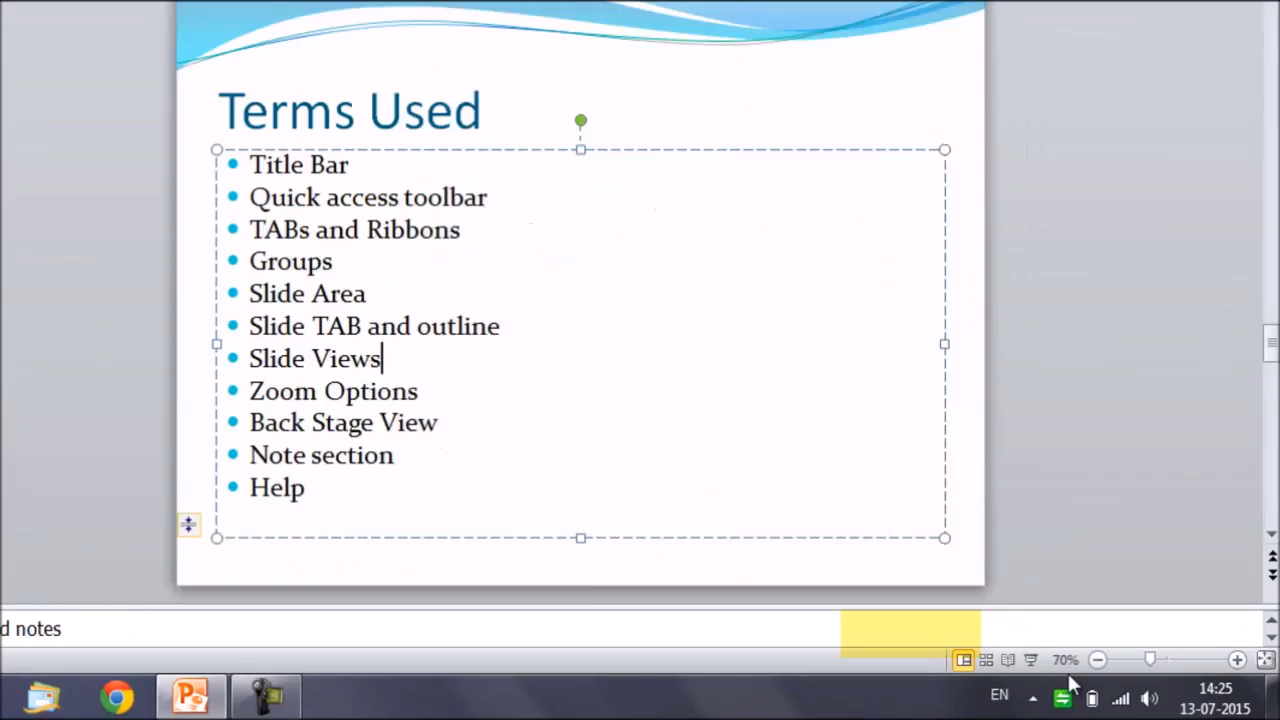 Terms Used
Title Bar
Quick access toolbar
TABs and Ribbons
Groups
Slide Area
Slide TAB and outline
Slide Views
Zoom Options
Back Stage View
Note section
Help
d notes
70%
EN
14:25
13-07-2015